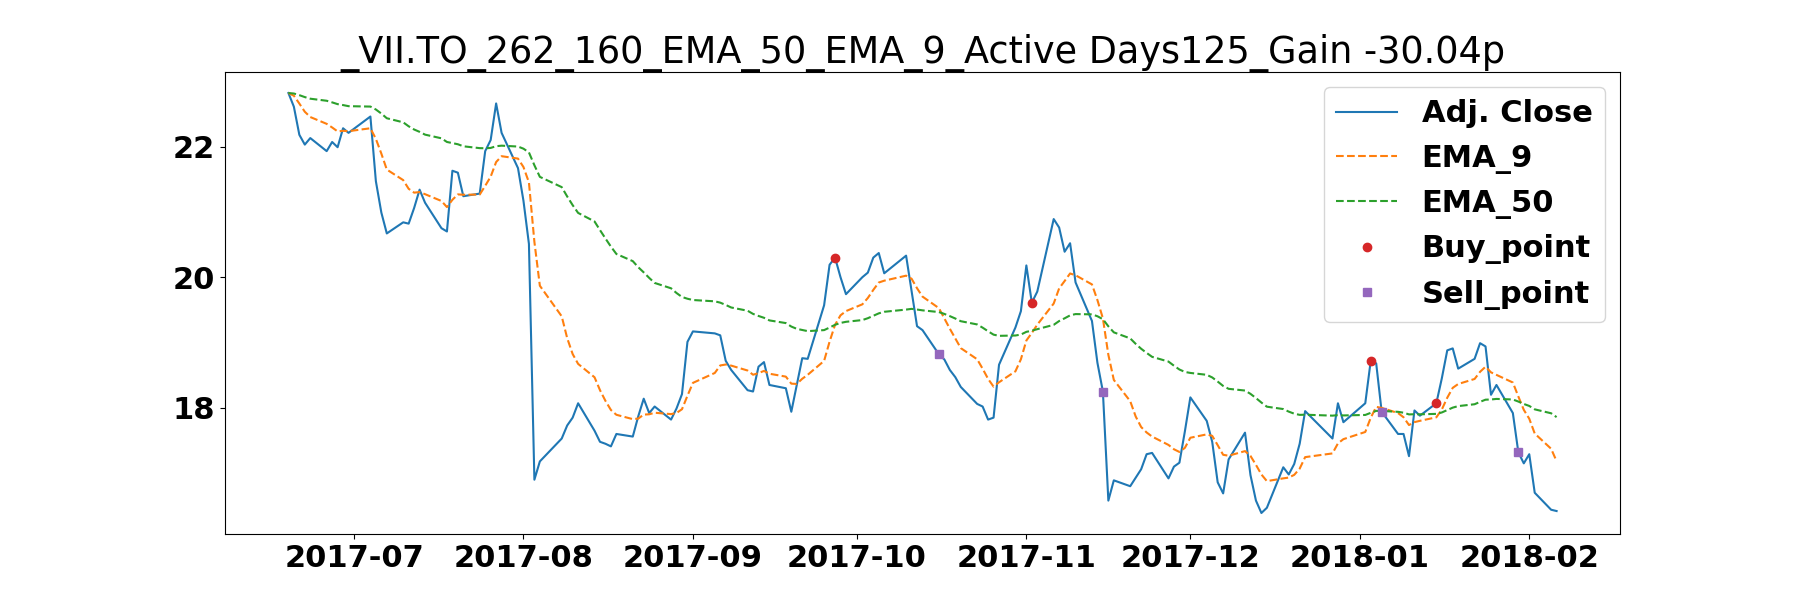 _VII.TO_262_160_EMA_50_EMA_9_Active Days125_Gain -30.04p
Adj. Close
EMA_9
EMA_50
Buy_point
Sell_point
22
20
18
2017-07 2017-08 2017-09 2017-10 2017-11 2017-12 2018-01 2018-02